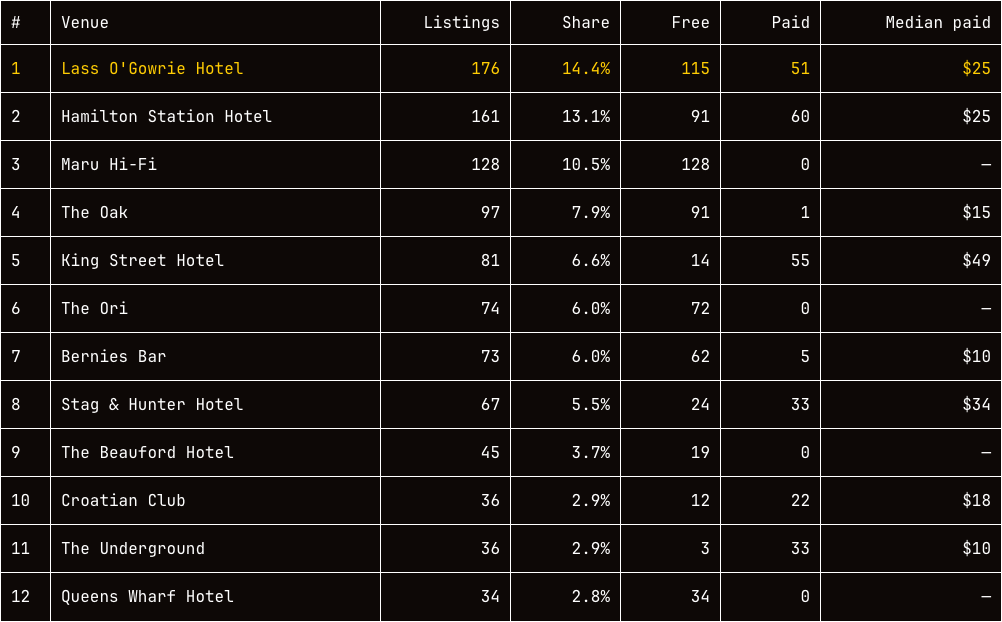 # Venue Listings Share Free Paid Median paid
1 Lass O'Gowrie Hotel 176 14.4% 115 51 $25
2 Hamilton Station Hotel 161 13.1% 91 60 $25
3 Maru Hi-Fi 128 10.5% 128 0 —
4 The Oak 97 7.9% 91 1 $15
5 King Street Hotel 81 6.6% 14 55 $49
6 The Ori 74 6.0% 72 0 —
7 Bernies Bar 73 6.0% 62 5 $10
8 Stag & Hunter Hotel 67 5.5% 24 33 $34
9 The Beauford Hotel 45 3.7% 19 0 —
10 Croatian Club 36 2.9% 12 22 $18
11 The Underground 36 2.9% 3 33 $10
12 Queens Wharf Hotel 34 2.8% 34 0 —